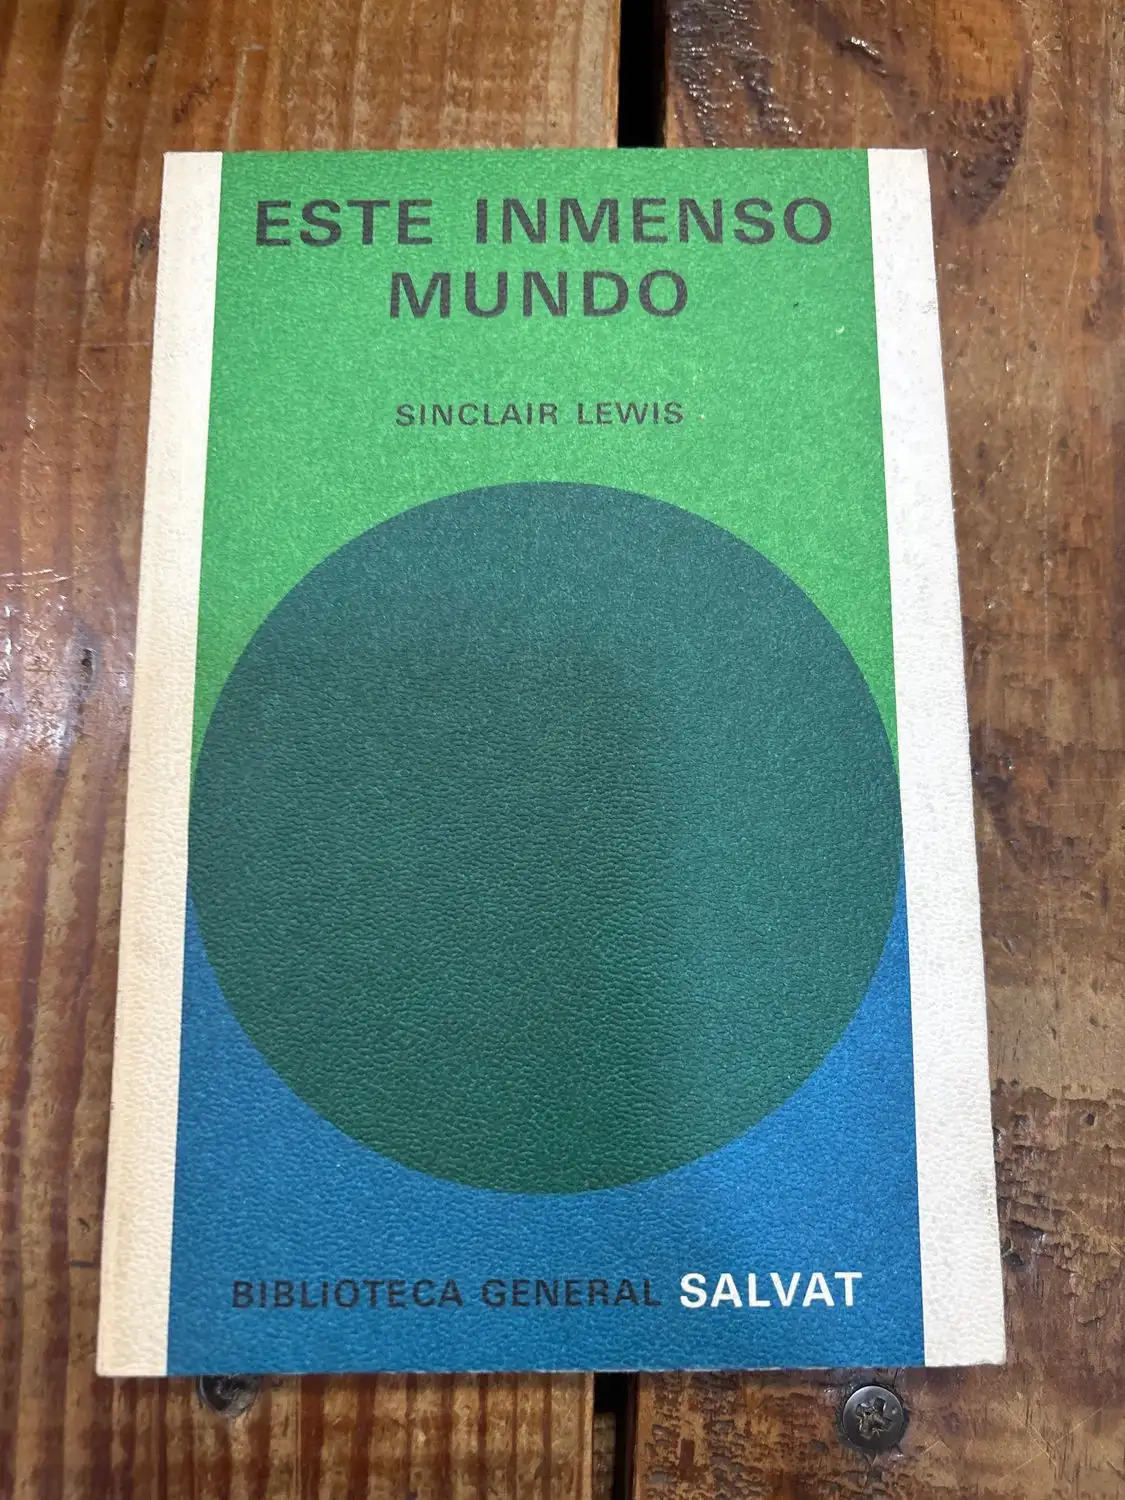 ESTE INMENSO
MUNDO
SINCLAIR LEWIS
BIBLIOTECA GENERAL SALVAT